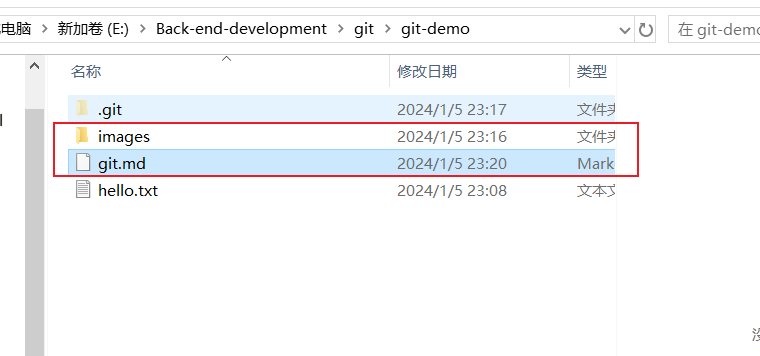 电脑 › 新加卷 (E:) › Back-end-development › git › git-demo 在 git-demo
名称 修改日期 类型
.git 2024/1/5 23:17 文件夹
images 2024/1/5 23:16 文件夹
git.md 2024/1/5 23:20 Mark
hello.txt 2024/1/5 23:08 文本文